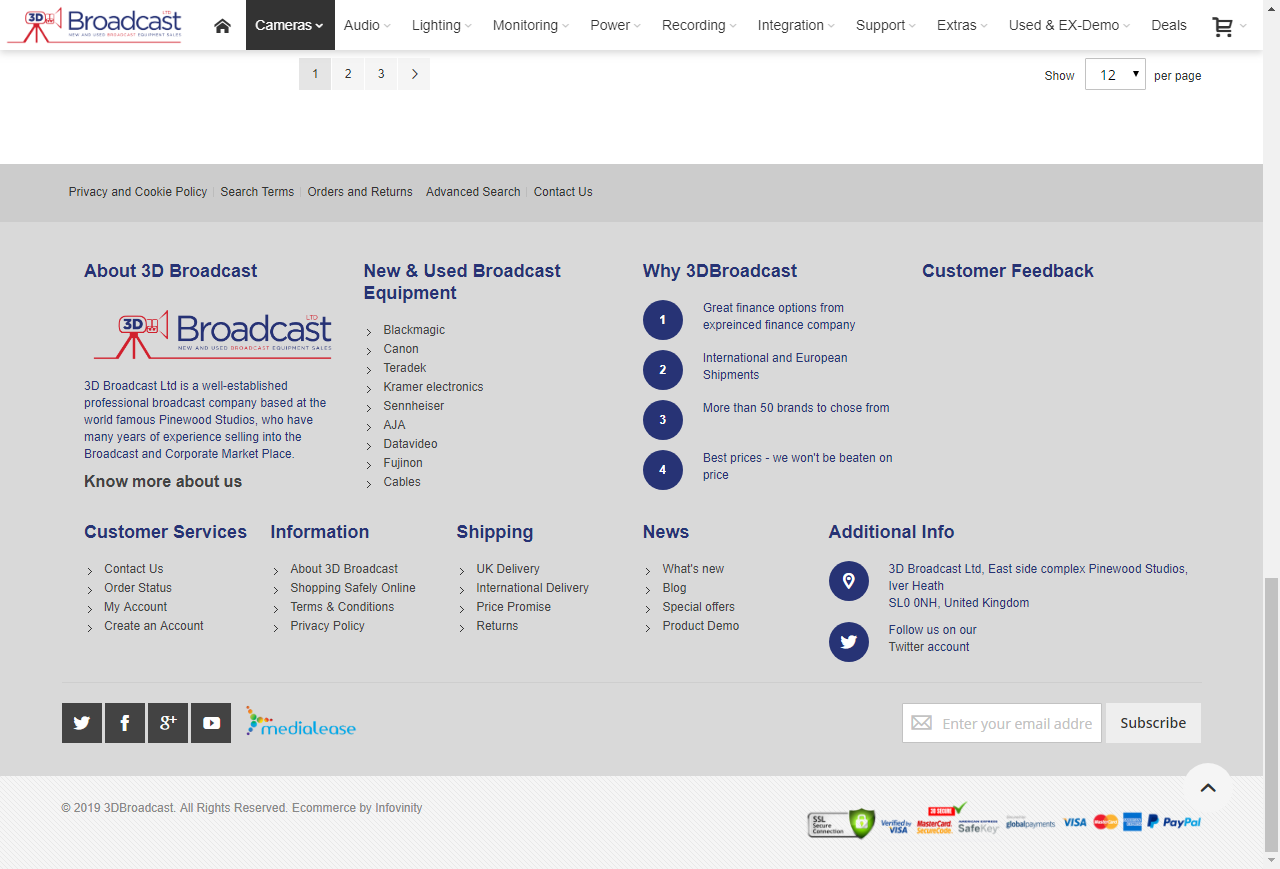 3D Broadcast LTD
NEW AND USED BROADCAST EQUIPMENT SALES
Cameras
Audio
Lighting
Monitoring
Power
Recording
Integration
Support
Extras
Used & EX-Demo
Deals
1 2 3
Show 12 per page
Privacy and Cookie Policy
Search Terms
Orders and Returns
Advanced Search
Contact Us
About 3D Broadcast
3D Broadcast LTD
NEW AND USED BROADCAST EQUIPMENT SALES
3D Broadcast Ltd is a well-established
professional broadcast company based at the
world famous Pinewood Studios, who have
many years of experience selling into the
Broadcast and Corporate Market Place.
Know more about us
New & Used Broadcast
Equipment
Blackmagic
Canon
Teradek
Kramer electronics
Sennheiser
AJA
Datavideo
Fujinon
Cables
Why 3DBroadcast
1 Great finance options from
expreinced finance company
2 International and European
Shipments
3 More than 50 brands to chose from
4 Best prices - we won't be beaten on
price
Customer Feedback
Customer Services
Contact Us
Order Status
My Account
Create an Account
Information
About 3D Broadcast
Shopping Safely Online
Terms & Conditions
Privacy Policy
Shipping
UK Delivery
International Delivery
Price Promise
Returns
News
What's new
Blog
Special offers
Product Demo
Additional Info
3D Broadcast Ltd, East side complex Pinewood Studios,
Iver Heath
SL0 0NH, United Kingdom
Follow us on our
Twitter account
f
g+
medialease
Enter your email addre
Subscribe
© 2019 3DBroadcast. All Rights Reserved. Ecommerce by Infovinity
SSL
Secure
Connection
Verified by
VISA
3D SECURE
MasterCard.
SecureCode.
AMERICAN EXPRESS
SafeKey
globalpayments
VISA
PayPal